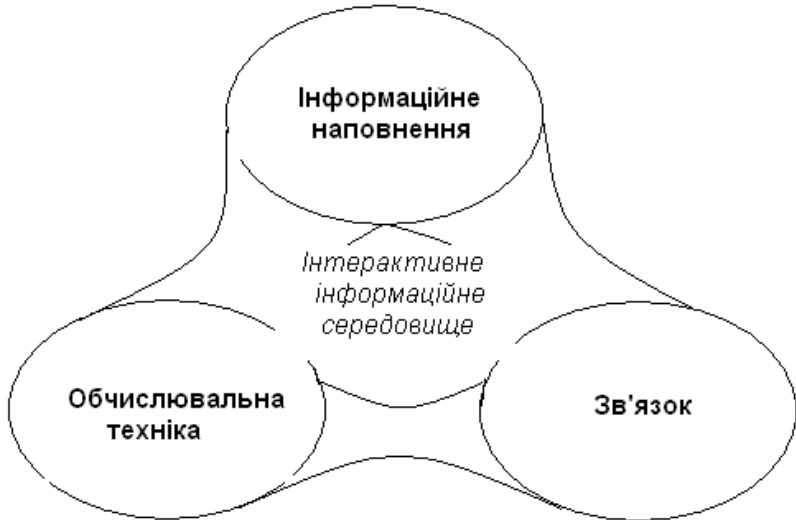 Інформаційне
наповнення
Інтерактивне
інформаційне
середовище
Обчислювальна
техніка
Зв'язок